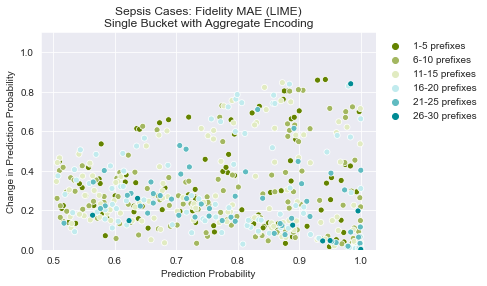 Sepsis Cases: Fidelity MAE (LIME)
Single Bucket with Aggregate Encoding
Change in Prediction Probability
1.0
0.8
0.6
0.4
0.2
0.0
0.5
0.6
0.7
0.8
0.9
1.0
Prediction Probability
1-5 prefixes
6-10 prefixes
11-15 prefixes
16-20 prefixes
21-25 prefixes
26-30 prefixes